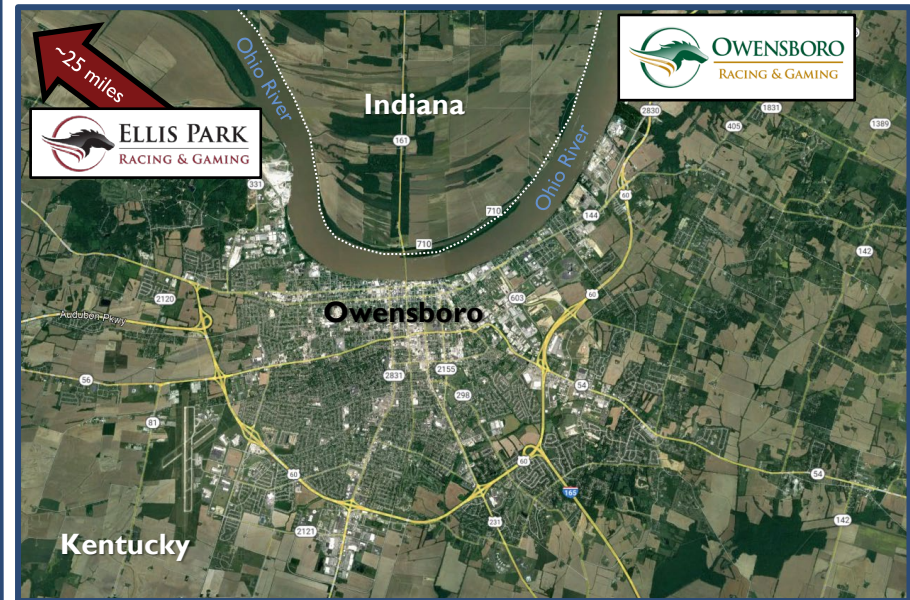 ~25 miles
ELLIS PARK
RACING & GAMING
OWENSBORO
RACING & GAMING
Ohio River
Indiana
Ohio River
161
2830
1831
405
1389
331
60
144
710
710
142
2120
603
60
Owensboro
Audubon Pkwy
56
2831
2155
54
298
81
60
60
54
165
231
142
2121
Kentucky